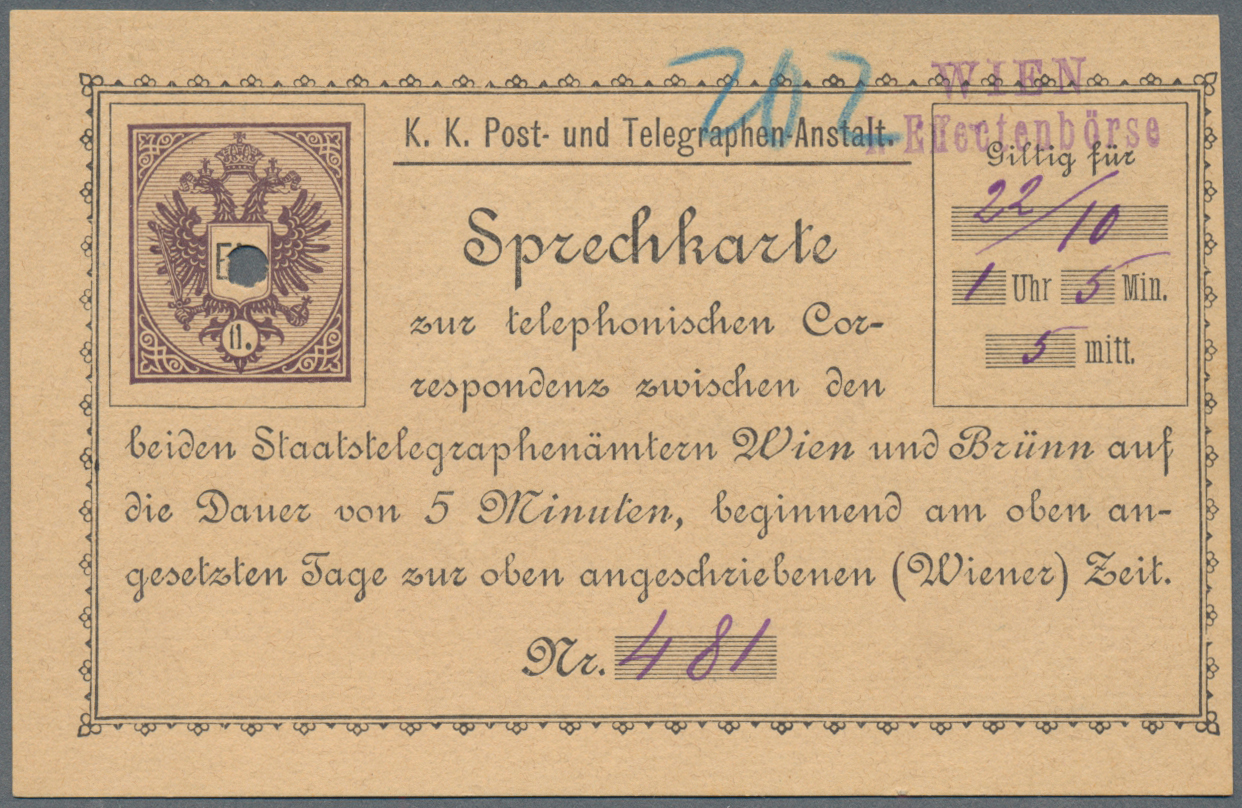 202
WIEN
Effectenbörse
K. K. Post- und Telegraphen-Anstalt.
fl.
Giltig für
22/10
1 Uhr 5 Min.
5 mitt.
Sprechkarte
zur telephonischen Cor-
respondenz zwischen den
beiden Staatstelegraphenämtern Wien und Brünn auf
die Dauer von 5 Minuten, beginnend am oben an-
gesetzten Tage zur oben angeschriebenen (Wiener) Zeit.
Nr. 481